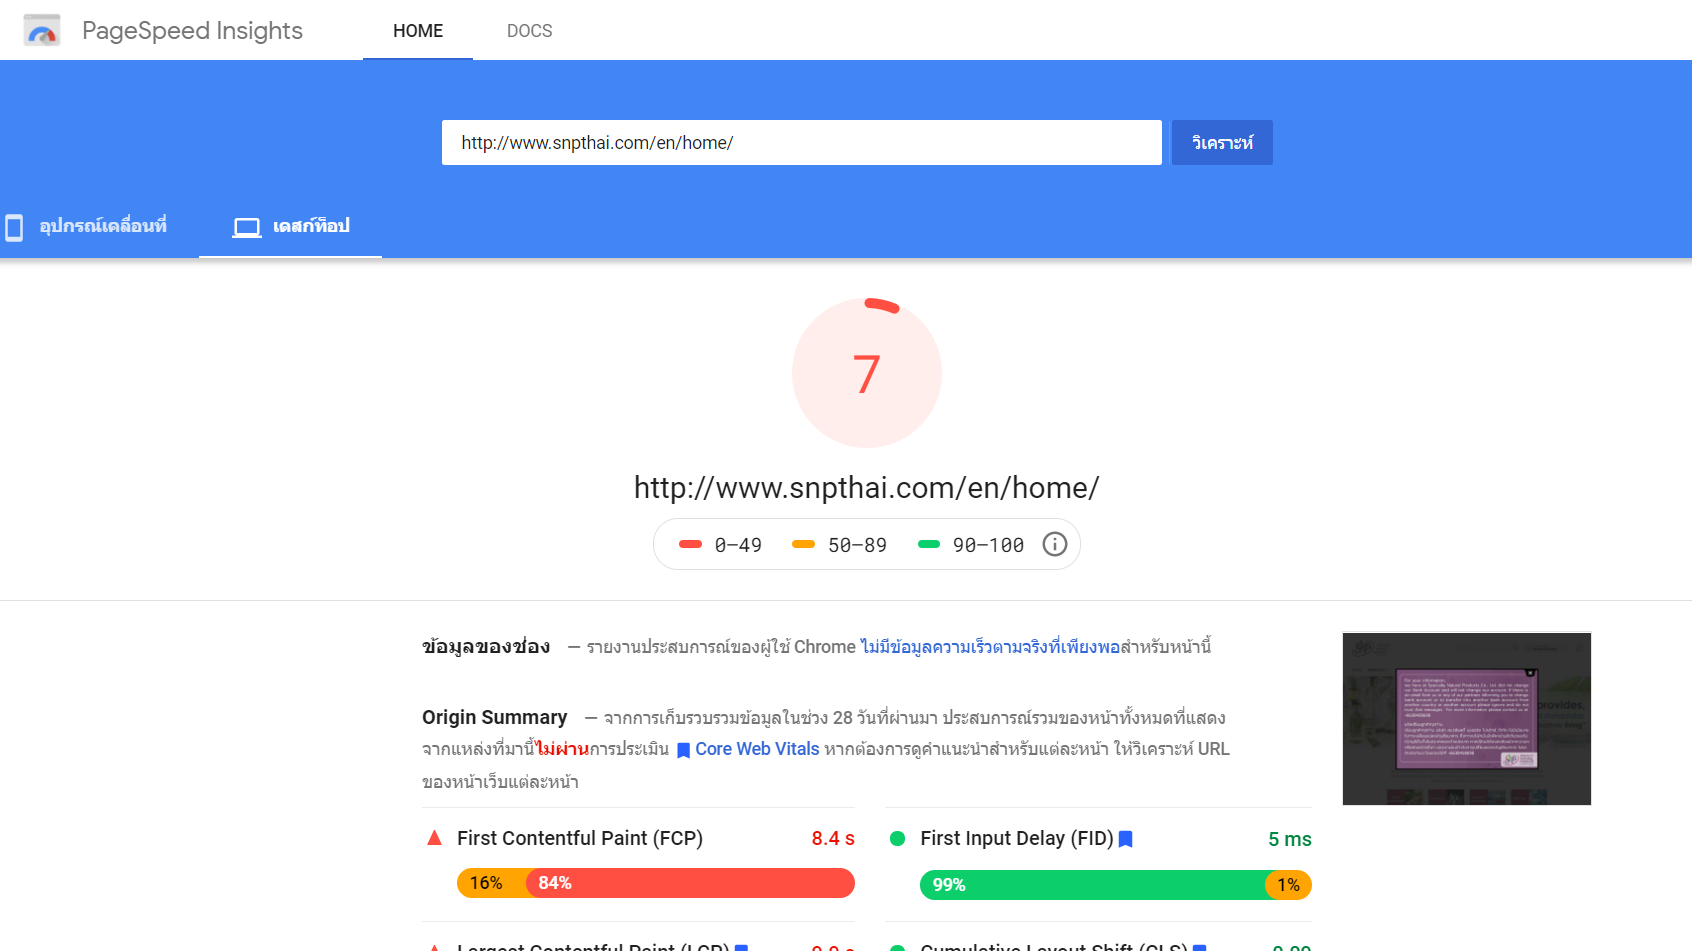 PageSpeed Insights
HOME
DOCS
http://www.snpthai.com/en/home/
วิเคราะห์
อุปกรณ์เคลื่อนที่
เดสก์ท็อป
7
http://www.snpthai.com/en/home/
0–49
50–89
90–100
ข้อมูลของช่อง — รายงานประสบการณ์ของผู้ใช้ Chrome ไม่มีข้อมูลความเร็วตามจริงที่เพียงพอสำหรับหน้านี้
Origin Summary — จากการเก็บรวบรวมข้อมูลในช่วง 28 วันที่ผ่านมา ประสบการณ์รวมของหน้าทั้งหมดที่แสดง
จากแหล่งที่มานี้ไม่ผ่านการประเมิน Core Web Vitals หากต้องการดูคำแนะนำสำหรับแต่ละหน้า ให้วิเคราะห์ URL
ของหน้าเว็บแต่ละหน้า
First Contentful Paint (FCP) 8.4 s
16% 84%
First Input Delay (FID) 5 ms
99% 1%
Largest Contentful Paint (LCP)
Cumulative Layout Shift (CLS)